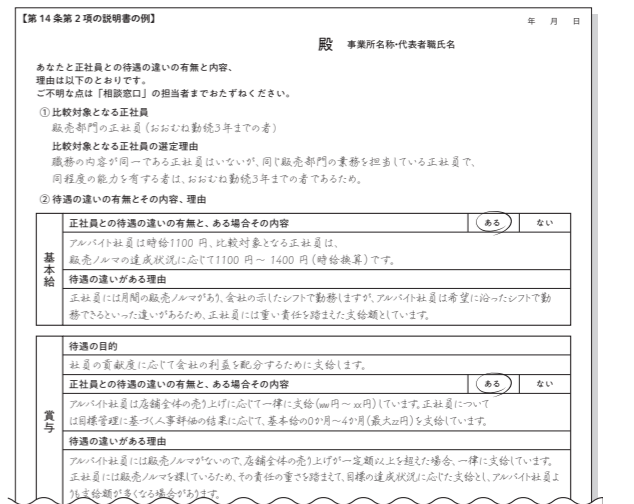 【第14条第2項の説明書の例】
年 月 日
殿 事業所名称・代表者職氏名
あなたと正社員との待遇の違いの有無と内容、
理由は以下のとおりです。
ご不明な点は「相談窓口」の担当者までおたずねください。
① 比較対象となる正社員
販売部門の正社員（おおむね勤続3年までの者）
比較対象となる正社員の選定理由
職務の内容が同一である正社員はいないが、同じ販売部門の業務を担当している正社員で、
同程度の能力を有する者は、おおむね勤続3年までの者であるため。
② 待遇の違いの有無とその内容、理由
基本給
正社員との待遇の違いの有無と、ある場合その内容 ある ない
アルバイト社員は時給1100 円、比較対象となる正社員は、
販売ノルマの達成状況に応じて1100 円～ 1400 円（時給換算）です。
待遇の違いがある理由
正社員には月間の販売ノルマがあり、会社の示したシフトで勤務しますが、アルバイト社員は希望に沿ったシフトで勤
務できるといった違いがあるため、正社員には重い責任を踏まえた支給額としています。
賞与
待遇の目的
社員の貢献度に応じて会社の利益を配分するために支給します。
正社員との待遇の違いの有無と、ある場合その内容 ある ない
アルバイト社員は店舗全体の売り上げに応じて一律に支給（ww円～ xx円）しています。正社員について
は目標管理に基づく人事評価の結果に応じて、基本給の0か月～4か月（最大zz円）を支給しています。
待遇の違いがある理由
アルバイト社員には販売ノルマがないので、店舗全体の売り上げが一定額以上を超えた場合、一律に支給しています。
正社員には販売ノルマを課しているため、その責任の重さを踏まえて、目標の達成状況に応じた支給とし、アルバイト社員よ
りも支給額が多くなる場合があります。